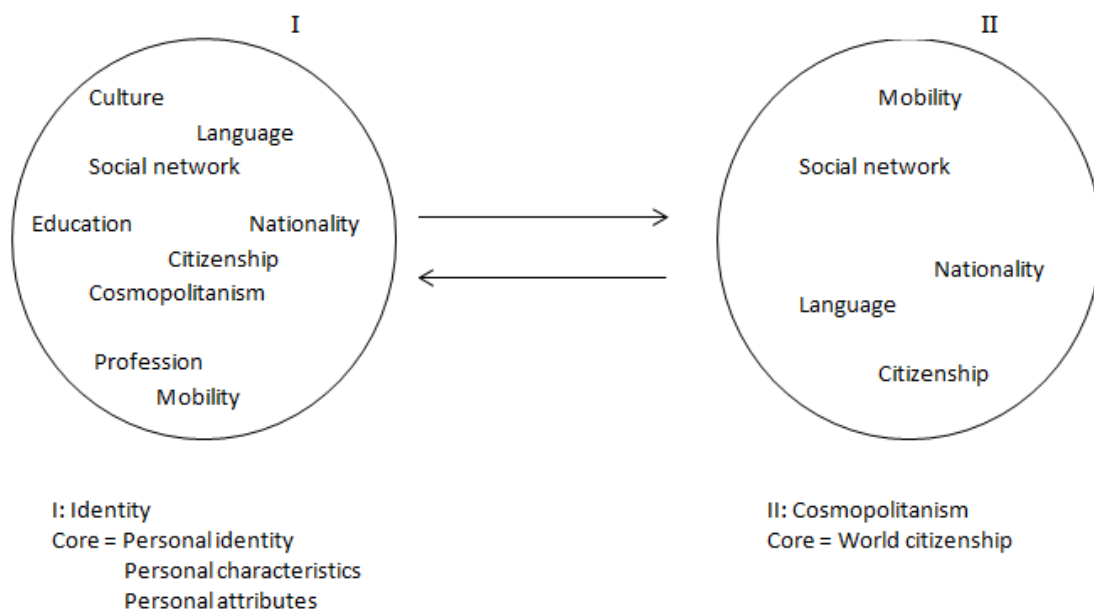 I
Culture
Language
Social network
Education
Nationality
Citizenship
Cosmopolitanism
Profession
Mobility
II
Mobility
Social network
Nationality
Language
Citizenship
I: Identity
Core = Personal identity
Personal characteristics
Personal attributes
II: Cosmopolitanism
Core = World citizenship